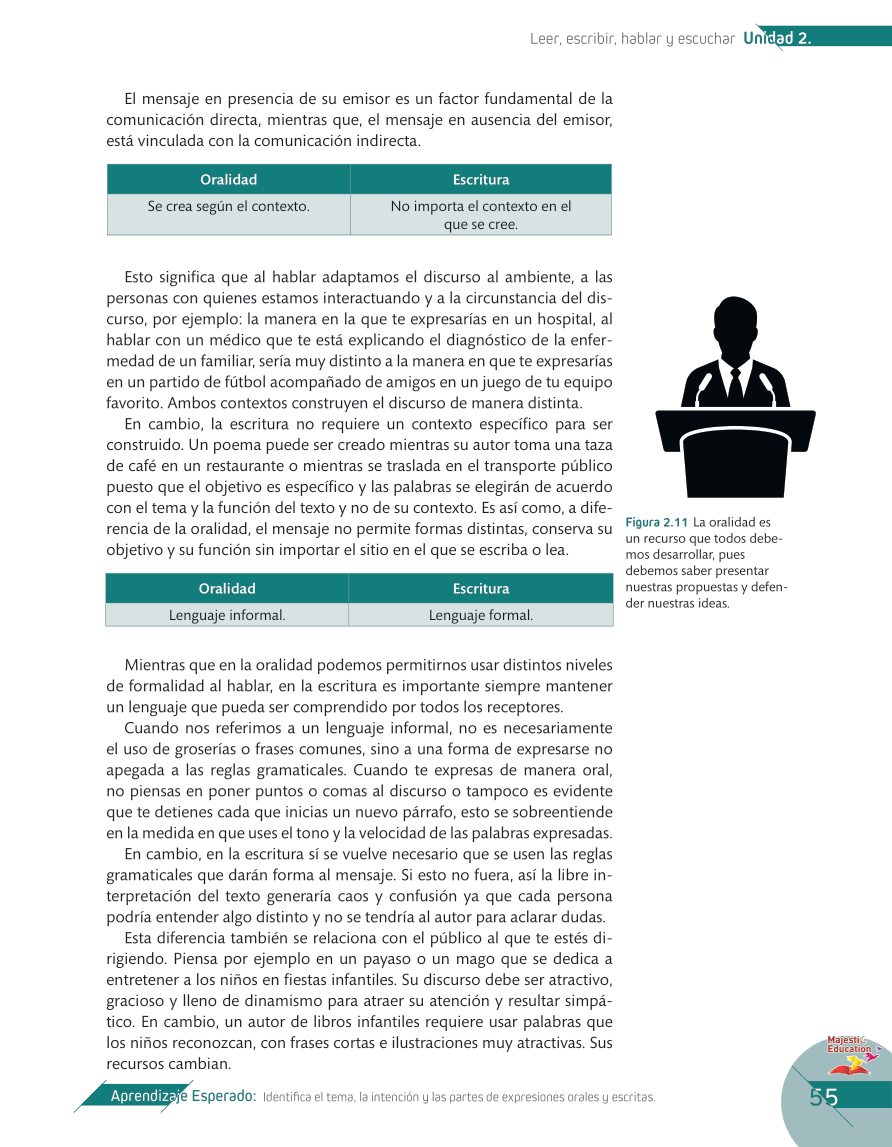 Leer, escribir, hablar y escuchar Unidad 2.
El mensaje en presencia de su emisor es un factor fundamental de la
comunicación directa, mientras que, el mensaje en ausencia del emisor,
está vinculada con la comunicación indirecta.
Oralidad Escritura
Se crea según el contexto. No importa el contexto en el
que se cree.
Esto significa que al hablar adaptamos el discurso al ambiente, a las
personas con quienes estamos interactuando y a la circunstancia del dis-
curso, por ejemplo: la manera en la que te expresarías en un hospital, al
hablar con un médico que te está explicando el diagnóstico de la enfer-
medad de un familiar, sería muy distinto a la manera en que te expresarías
en un partido de fútbol acompañado de amigos en un juego de tu equipo
favorito. Ambos contextos construyen el discurso de manera distinta.
En cambio, la escritura no requiere un contexto específico para ser
construido. Un poema puede ser creado mientras su autor toma una taza
de café en un restaurante o mientras se traslada en el transporte público
puesto que el objetivo es específico y las palabras se elegirán de acuerdo
con el tema y la función del texto y no de su contexto. Es así como, a dife-
rencia de la oralidad, el mensaje no permite formas distintas, conserva su
objetivo y su función sin importar el sitio en el que se escriba o lea.
Figura 2.11 La oralidad es
un recurso que todos debe-
mos desarrollar, pues
debemos saber presentar
nuestras propuestas y defen-
der nuestras ideas.
Oralidad Escritura
Lenguaje informal. Lenguaje formal.
Mientras que en la oralidad podemos permitirnos usar distintos niveles
de formalidad al hablar, en la escritura es importante siempre mantener
un lenguaje que pueda ser comprendido por todos los receptores.
Cuando nos referimos a un lenguaje informal, no es necesariamente
el uso de groserías o frases comunes, sino a una forma de expresarse no
apegada a las reglas gramaticales. Cuando te expresas de manera oral,
no piensas en poner puntos o comas al discurso o tampoco es evidente
que te detienes cada que inicias un nuevo párrafo, esto se sobreentiende
en la medida en que uses el tono y la velocidad de las palabras expresadas.
En cambio, en la escritura sí se vuelve necesario que se usen las reglas
gramaticales que darán forma al mensaje. Si esto no fuera, así la libre in-
terpretación del texto generaría caos y confusión ya que cada persona
podría entender algo distinto y no se tendría al autor para aclarar dudas.
Esta diferencia también se relaciona con el público al que te estés di-
rigiendo. Piensa por ejemplo en un payaso o un mago que se dedica a
entretener a los niños en fiestas infantiles. Su discurso debe ser atractivo,
gracioso y lleno de dinamismo para atraer su atención y resultar simpá-
tico. En cambio, un autor de libros infantiles requiere usar palabras que
los niños reconozcan, con frases cortas e ilustraciones muy atractivas. Sus
recursos cambian.
Majestic
Education
Aprendizaje Esperado: Identifica el tema, la intención y las partes de expresiones orales y escritas.
55